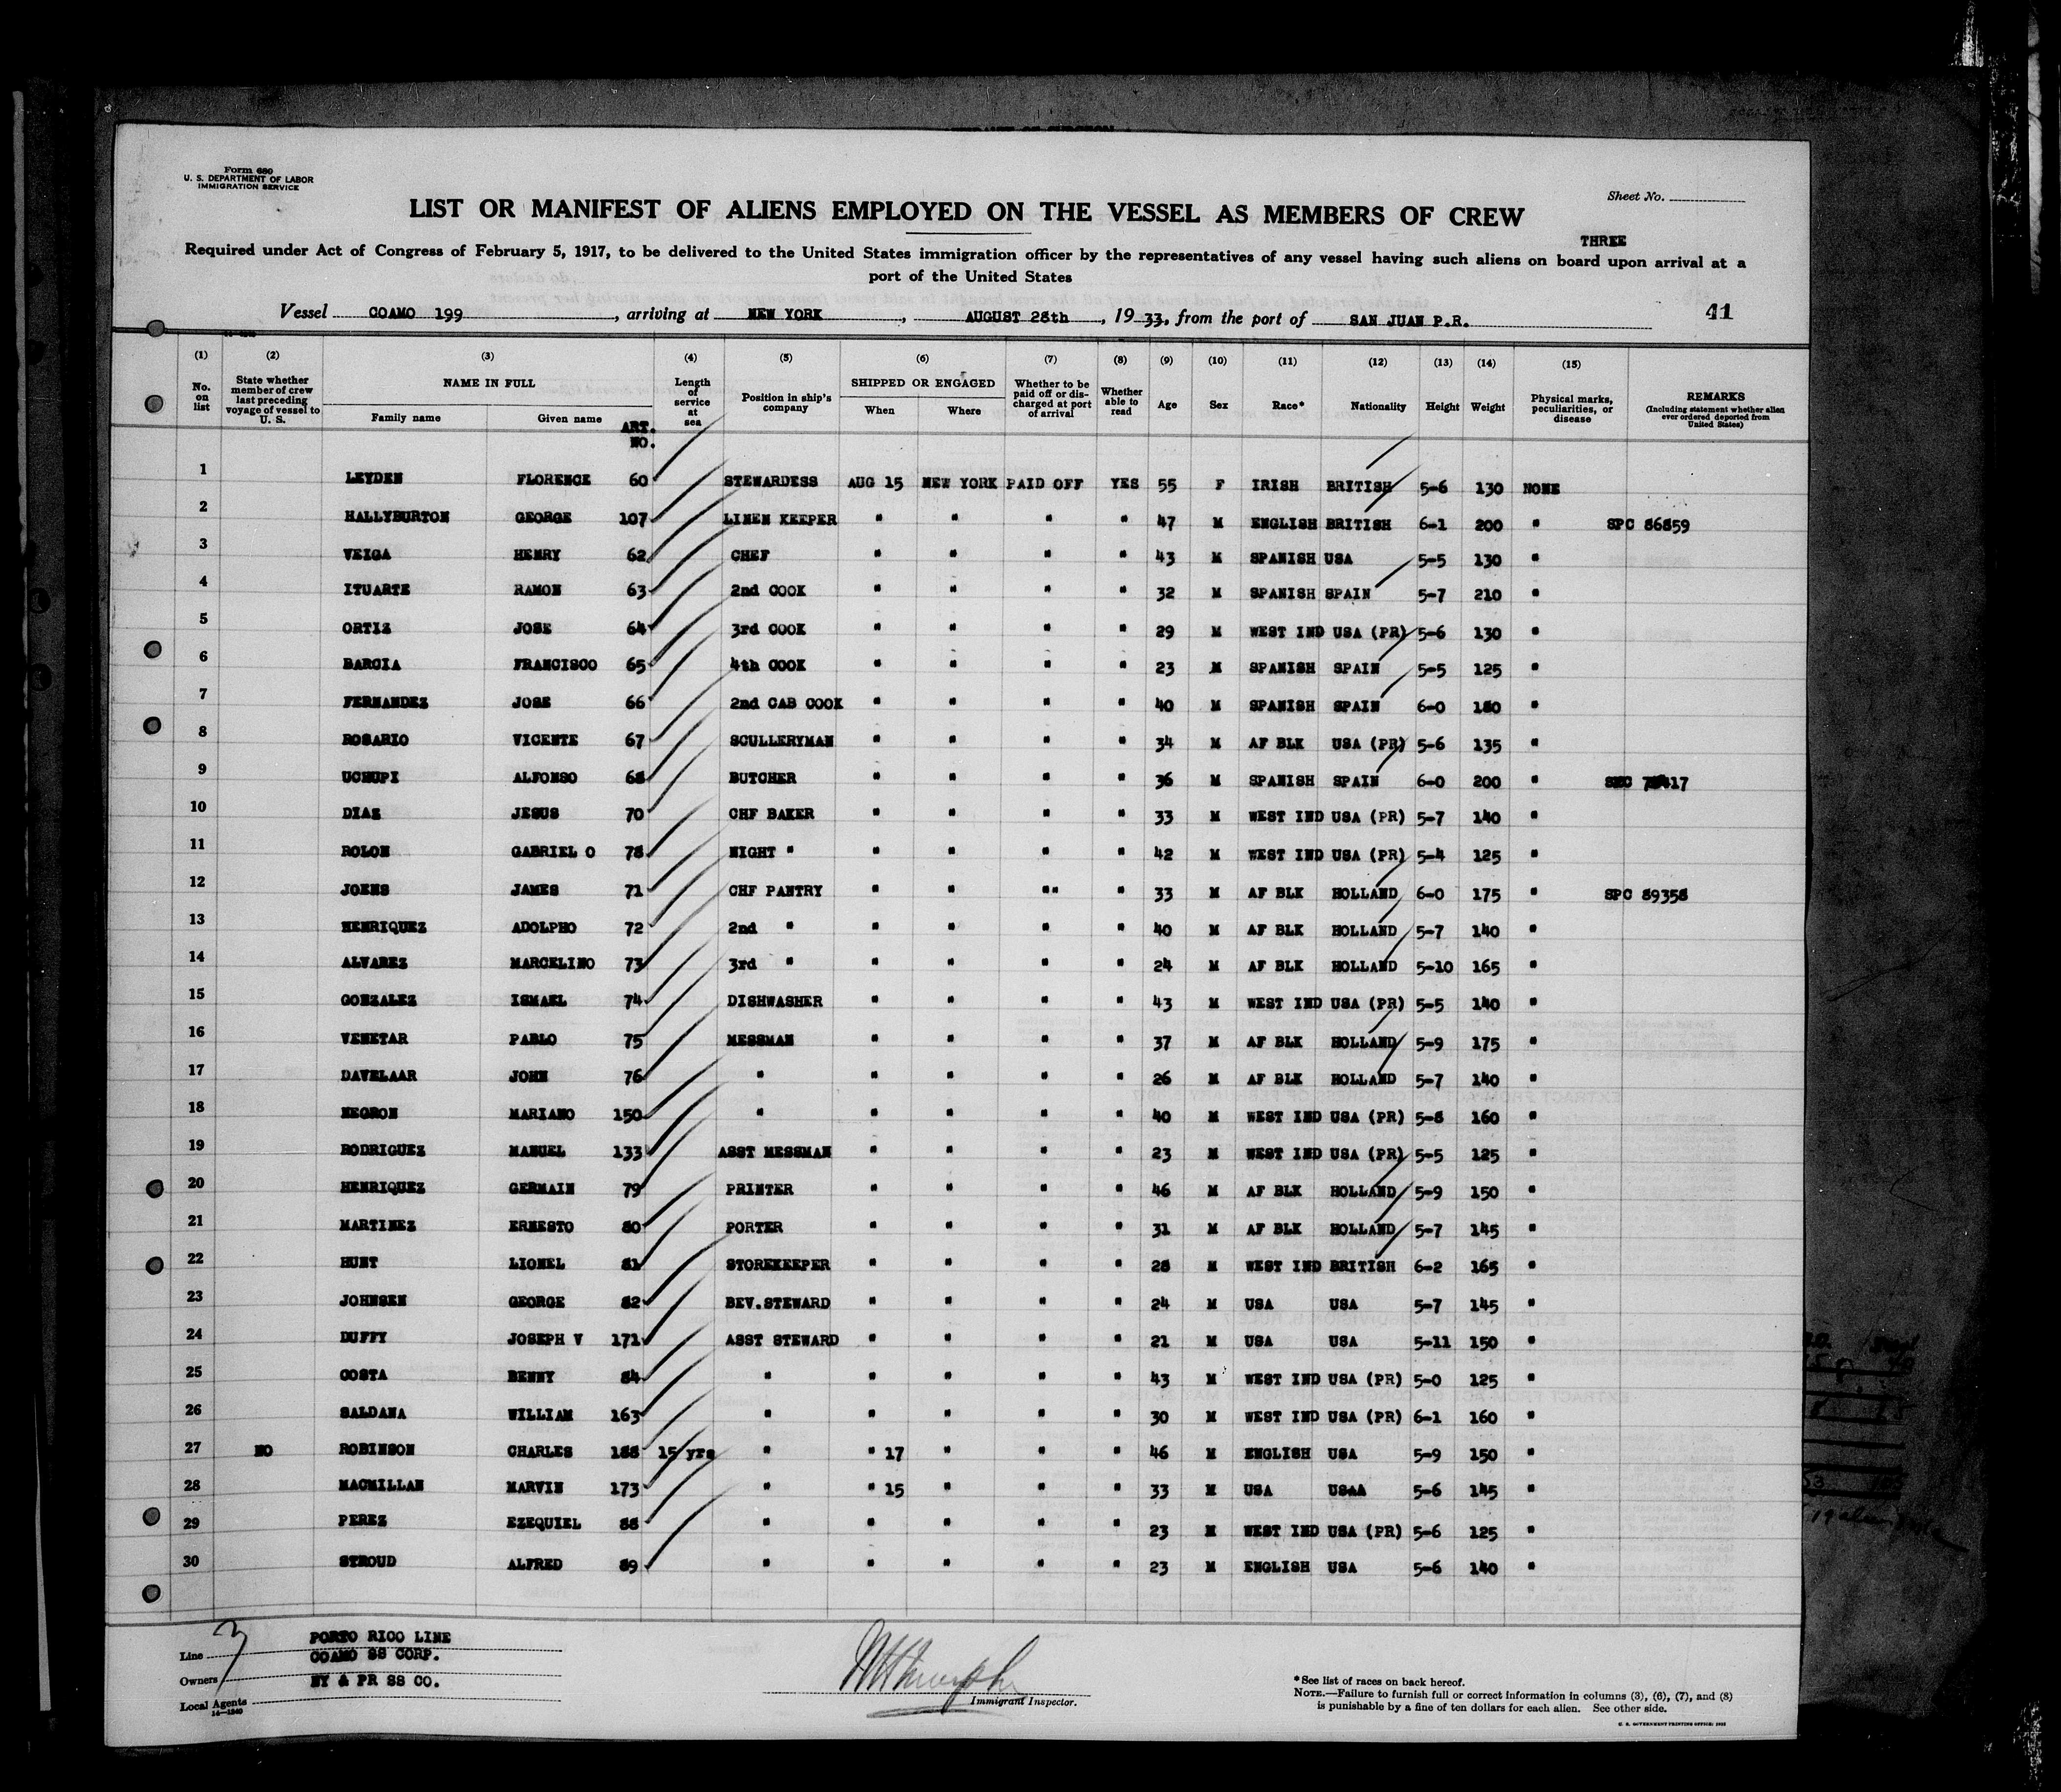 Form 680
U. S. DEPARTMENT OF LABOR
IMMIGRATION SERVICE
Sheet No.
LIST OR MANIFEST OF ALIENS EMPLOYED ON THE VESSEL AS MEMBERS OF CREW
THREE
Required under Act of Congress of February 5, 1917, to be delivered to the United States immigration officer by the representatives of any vessel having such aliens on board upon arrival at a
port of the United States
Vessel COAMO 199, arriving at NEW YORK, AUGUST 28th, 1933, from the port of SAN JUAN P.R. 41
(1) (2) (3) (4) (5) (6) (7) (8) (9) (10) (11) (12) (13) (14) (15)
No. on list State whether member of crew last preceding voyage of vessel to U. S. NAME IN FULL Length of service at sea Position in ship's company SHIPPED OR ENGAGED Whether to be paid off or discharged at port of arrival Whether able to read Age Sex Race* Nationality Height Weight Physical marks, peculiarities, or disease REMARKS (Including statement whether alien ever ordered deported from United States)
Family name Given name When Where
ART. NO.
1 LEYDEN FLORENCE 60 STEWARDESS AUG 15 NEW YORK PAID OFF YES 55 F IRISH BRITISH 5-6 130 NONE
2 HALLYBURTON GEORGE 107 LINEN KEEPER " " " " 47 M ENGLISH BRITISH 6-1 200 " SPC 86859
3 VEIGA HENRY 62 CHEF " " " " 43 M SPANISH USA 5-5 130 "
4 ITUARTE RAMON 63 2nd COOK " " " " 32 M SPANISH SPAIN 5-7 210 "
5 ORTIZ JOSE 64 3rd COOK " " " " 29 M WEST IND USA (PR) 5-6 130 "
6 BARCIA FRANCISCO 65 4th COOK " " " " 23 M SPANISH SPAIN 5-5 125 "
7 FERNANDEZ JOSE 66 2nd CAB COOK " " " " 40 M SPANISH SPAIN 6-0 180 "
8 ROSARIO VICENTE 67 SCULLERYMAN " " " " 34 M AF BLK USA (PR) 5-6 135 "
9 UCHUPI ALFONSO 68 BUTCHER " " " " 36 M SPANISH SPAIN 6-0 200 "
10 DIAZ JESUS 70 CHF BAKER " " " " 33 M WEST IND USA (PR) 5-7 140 "
11 ROLON GABRIEL O 78 NIGHT " " " " " 42 M WEST IND USA (PR) 5-4 125 "
12 JOENS JAMES 71 CHF PANTRY " " "" " 33 M AF BLK HOLLAND 6-0 175 " SPC 89358
13 HENRIQUEZ ADOLPHO 72 2nd " " " " " 40 M AF BLK HOLLAND 5-7 140 "
14 ALVAREZ MARCELINO 73 3rd " " " " " 24 M AF BLK HOLLAND 5-10 165 "
15 GONZALEZ ISMAEL 74 DISHWASHER " " " " 43 M WEST IND USA (PR) 5-5 140 "
16 VENETAR PABLO 75 MESSMAN " " " " 37 M AF BLK HOLLAND 5-9 175 "
17 DAVELAAR JOHN 76 " " " " " 26 M AF BLK HOLLAND 5-7 140 "
18 NEGRON MARIANO 150 " " " " " 40 M WEST IND USA (PR) 5-8 160 "
19 RODRIGUEZ MANUEL 133 ASST MESSMAN " " " " 23 M WEST IND USA (PR) 5-5 125 "
20 HENRIQUEZ GERMAIN 79 PRINTER " " " " 46 M AF BLK HOLLAND 5-9 150 "
21 MARTINEZ ERNESTO 80 PORTER " " " " 31 M AF BLK HOLLAND 5-7 145 "
22 HUNT LIONEL 81 STOREKEEPER " " " " 28 M WEST IND BRITISH 6-2 165 "
23 JOHNSEN GEORGE 82 BEV.STEWARD " " " " 24 M USA USA 5-7 145 "
24 DUFFY JOSEPH V 171 ASST STEWARD " " " " 21 M USA USA 5-11 150 "
25 COSTA BENNY 84 " " " " " 43 M WEST IND USA (PR) 5-0 125 "
26 SALDANA WILLIAM 163 " " " " " 30 M WEST IND USA (PR) 6-1 160 "
27 NO ROBINSON CHARLES 188 15 yrs " " 17 " " " 46 M ENGLISH USA 5-9 150 "
28 MACMILLAN MARVIN 173 " " 15 " " " 33 M USA USAA 5-6 145 "
29 PEREZ EZEQUIEL 88 " " " " " 23 M WEST IND USA (PR) 5-6 125 "
30 STROUD ALFRED 89 " " " " " 23 M ENGLISH USA 5-6 140 "
Line PORTO RICO LINE
COAMO SS CORP.
Owners NY & PR SS CO.
Local Agents
14—1240
Immigrant Inspector.
*See list of races on back hereof.
NOTE.—Failure to furnish full or correct information in columns (3), (6), (7), and (8)
is punishable by a fine of ten dollars for each alien. See other side.
U. S. GOVERNMENT PRINTING OFFICE: 1932